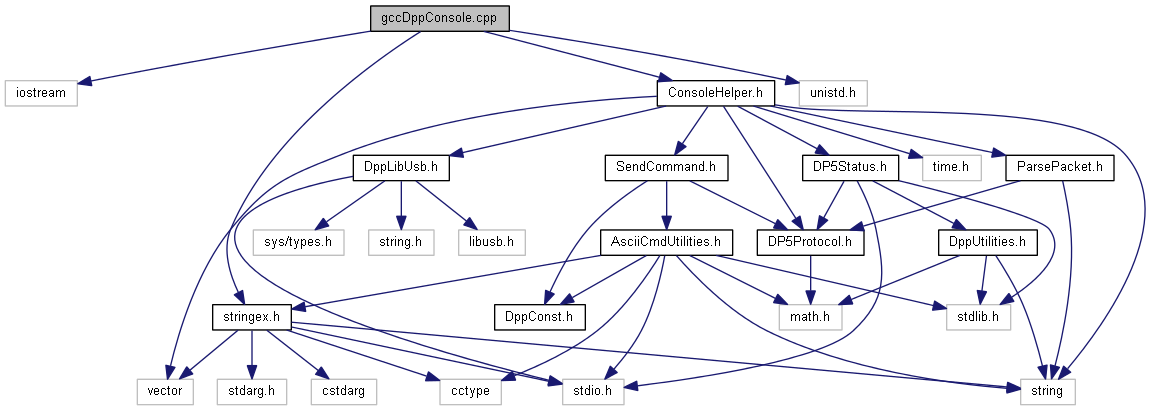 gccDppConsole.cpp
iostream
ConsoleHelper.h
unistd.h
DppLibUsb.h
SendCommand.h
DP5Status.h
time.h
ParsePacket.h
sys/types.h
string.h
libusb.h
AsciiCmdUtilities.h
DP5Protocol.h
DppUtilities.h
stringex.h
DppConst.h
math.h
stdlib.h
vector
stdarg.h
cstdarg
cctype
stdio.h
string